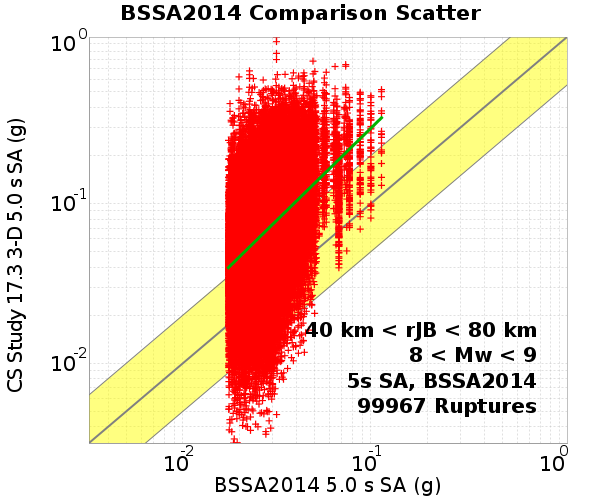 BSSA2014 Comparison Scatter
CS Study 17.3 3-D 5.0 s SA (g)
10^0
10^-1
10^-2
40 km < rJB < 80 km
8 < Mw < 9
5s SA, BSSA2014
99967 Ruptures
10^-2
10^-1
10^0
BSSA2014 5.0 s SA (g)